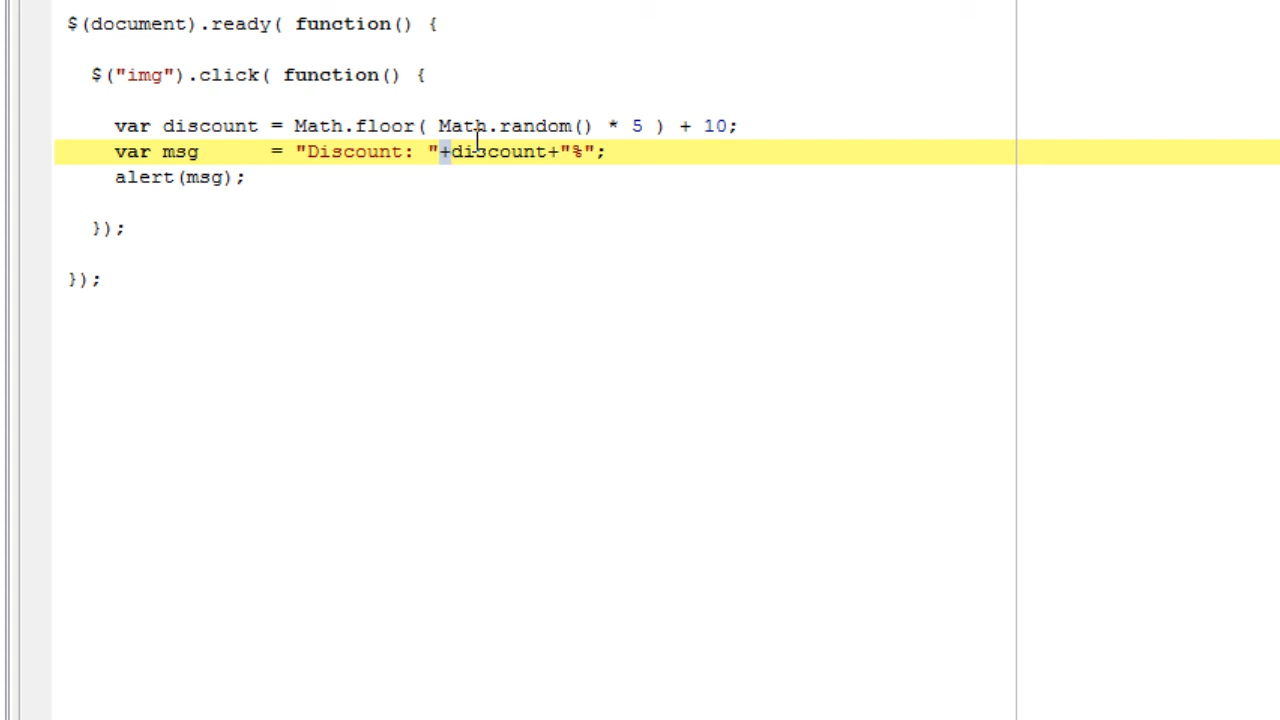 $(document).ready( function() {
$("img").click( function() {
var discount = Math.floor( Math.random() * 5 ) + 10;
var msg      = "Discount: "+discount+"%";
alert(msg);
});
});